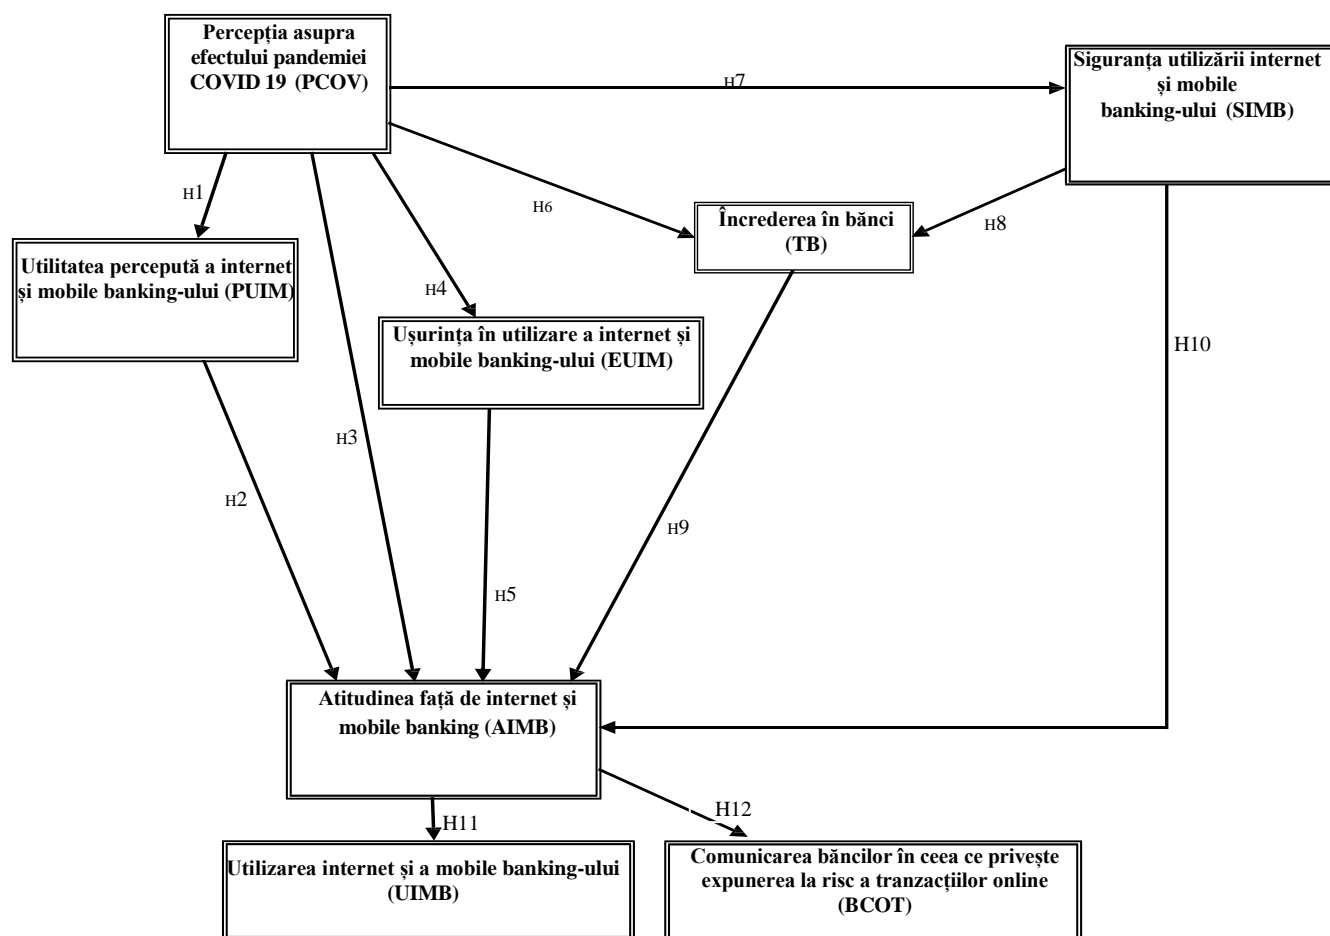 Percepția asupra
efectului pandemiei
COVID 19 (PCOV)
H7
Siguranța utilizării internet
și mobile
banking-ului (SIMB)
H1
H6
Încrederea în bănci
(TB)
H8
Utilitatea percepută a internet
și mobile banking-ului (PUIM)
H4
Ușurința în utilizare a internet și
mobile banking-ului (EUIM)
H10
H3
H2
H9
H5
Atitudinea față de internet și
mobile banking (AIMB)
H11
H12
Utilizarea internet și a mobile banking-ului
(UIMB)
Comunicarea băncilor în ceea ce privește
expunerea la risc a tranzacțiilor online
(BCOT)